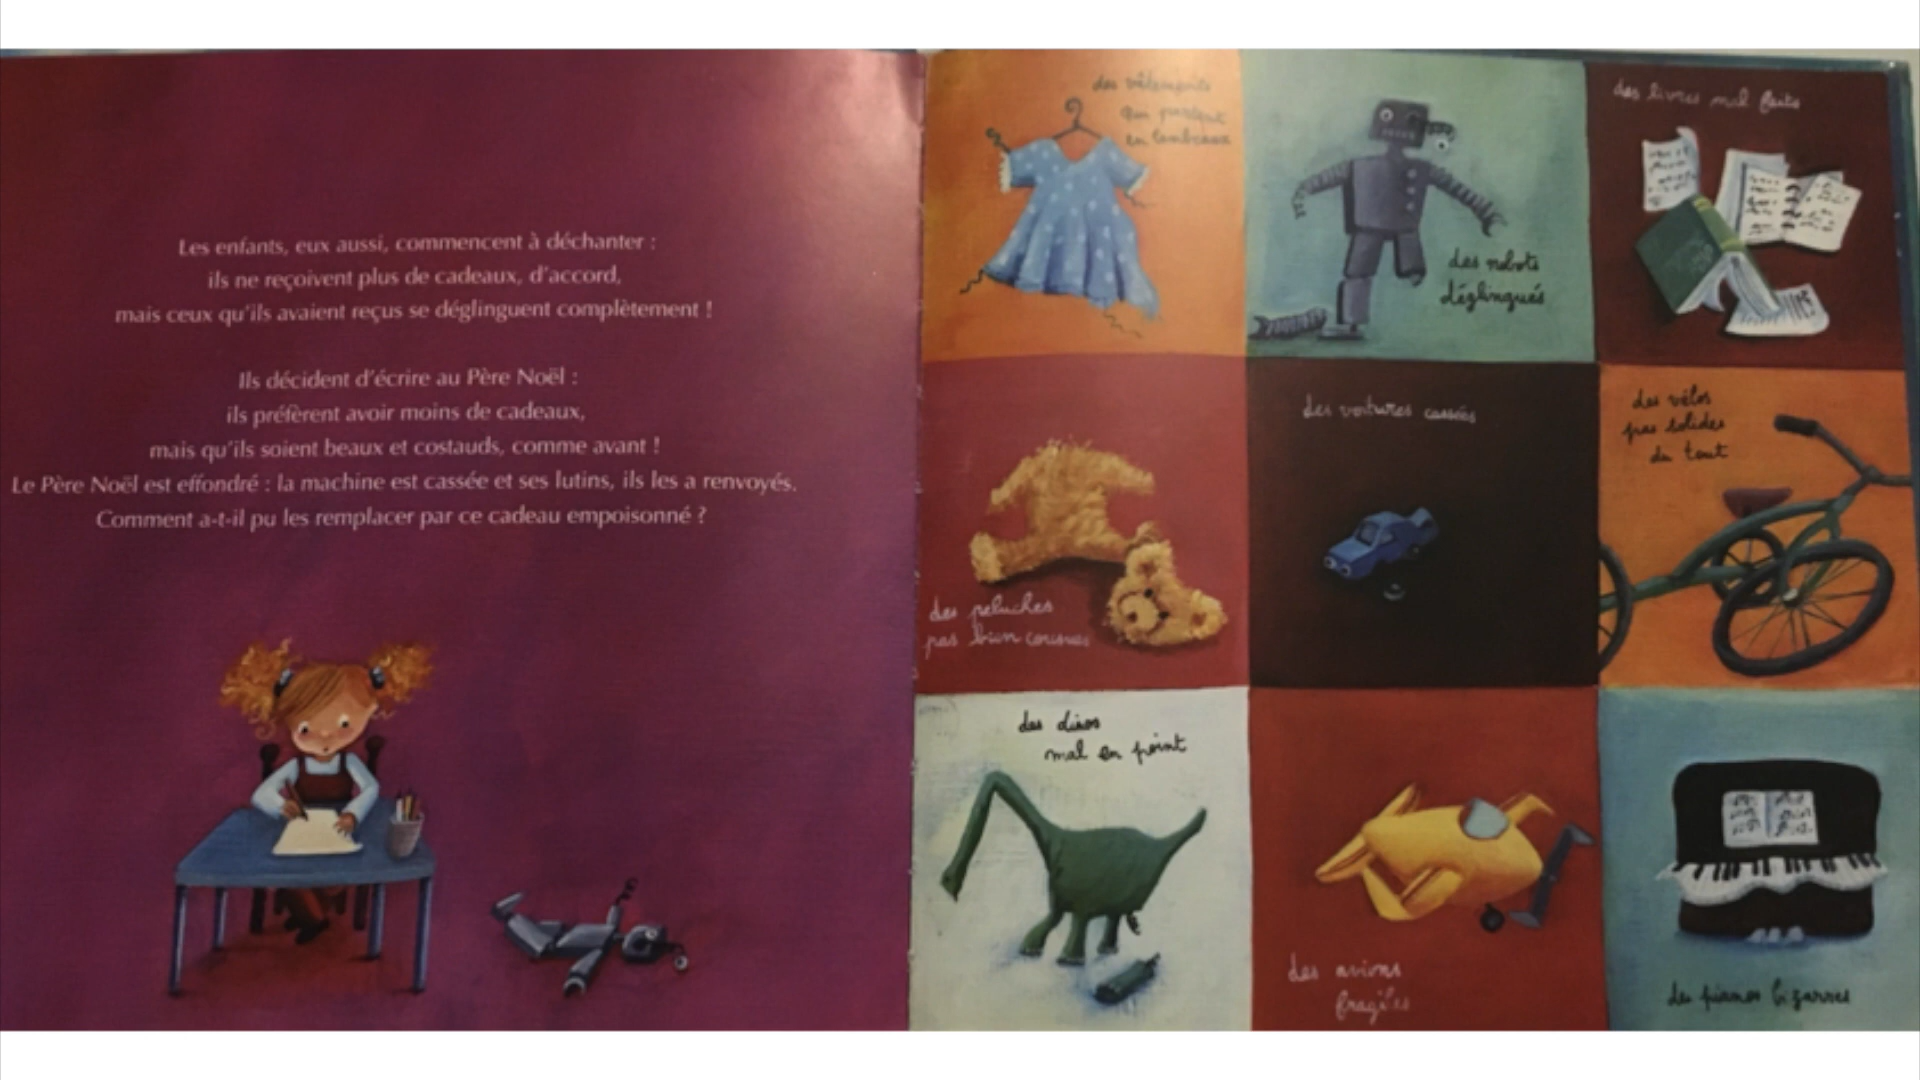 Les enfants, eux aussi, commencent à déchanter :
ils ne reçoivent plus de cadeaux, d'accord,
mais ceux qu'ils avaient reçus se déglinguent complètement !
Ils décident d'écrire au Père Noël :
ils préfèrent avoir moins de cadeaux,
mais qu'ils soient beaux et costauds, comme avant !
Le Père Noël est effondré : la machine est cassée et ses lutins, ils les a renvoyés.
Comment a-t-il pu les remplacer par ce cadeau empoisonné ?
des vêtements
qui partent
en lambeaux
des robots
déglingués
des livres mal faits
des peluches
pas bien cousues
des voitures cassées
des vélos
pas solides
du tout
des dinos
mal en point
des avions
fragiles
des pianos bizarres